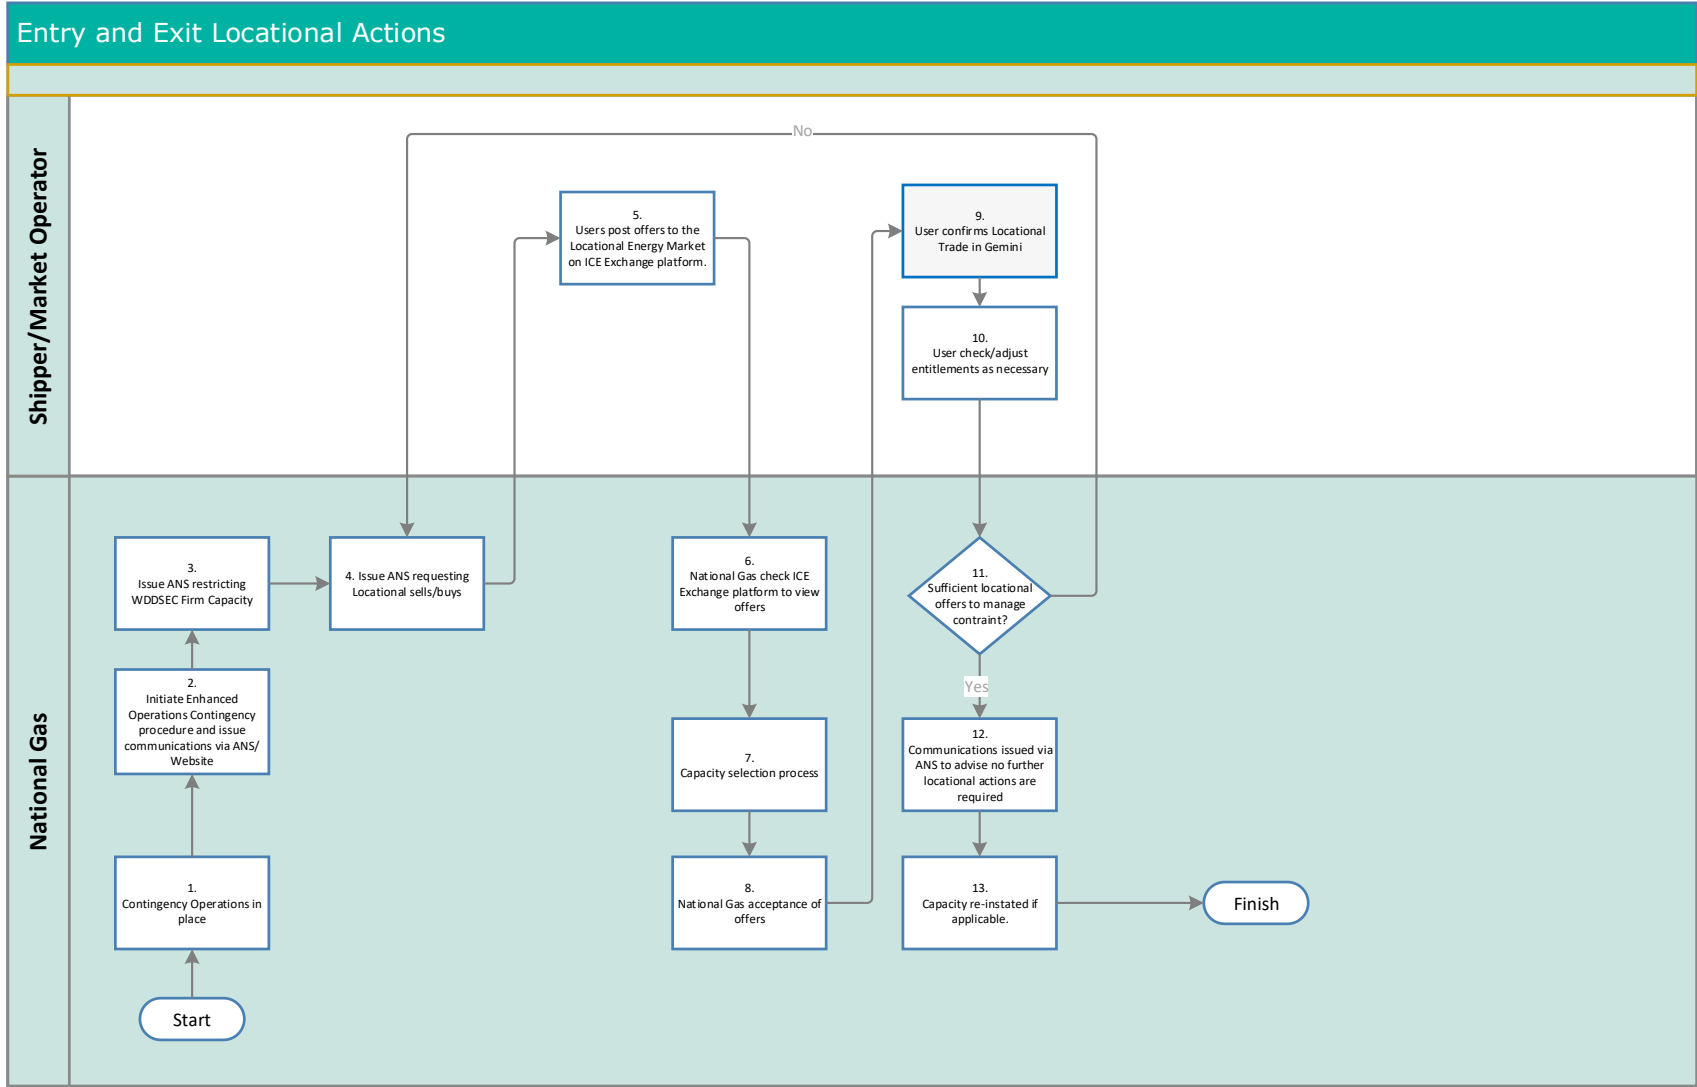 Entry and Exit Locational Actions
Shipper/Market Operator
No
5.
Users post offers to the
Locational Energy Market
on ICE Exchange platform.
9.
User confirms Locational
Trade in Gemini
10.
User check/adjust
entitlements as necessary
National Gas
3.
Issue ANS restricting
WDDSEC Firm Capacity
4. Issue ANS requesting
Locational sells/buys
6.
National Gas check ICE
Exchange platform to view
offers
11.
Sufficient locational
offers to manage
contraint?
2.
Initiate Enhanced
Operations Contingency
procedure and issue
communications via ANS/
Website
Yes
7.
Capacity selection process
12.
Communications issued via
ANS to advise no further
locational actions are
required
1.
Contingency Operations in
place
8.
National Gas acceptance of
offers
13.
Capacity re-instated if
applicable.
Finish
Start